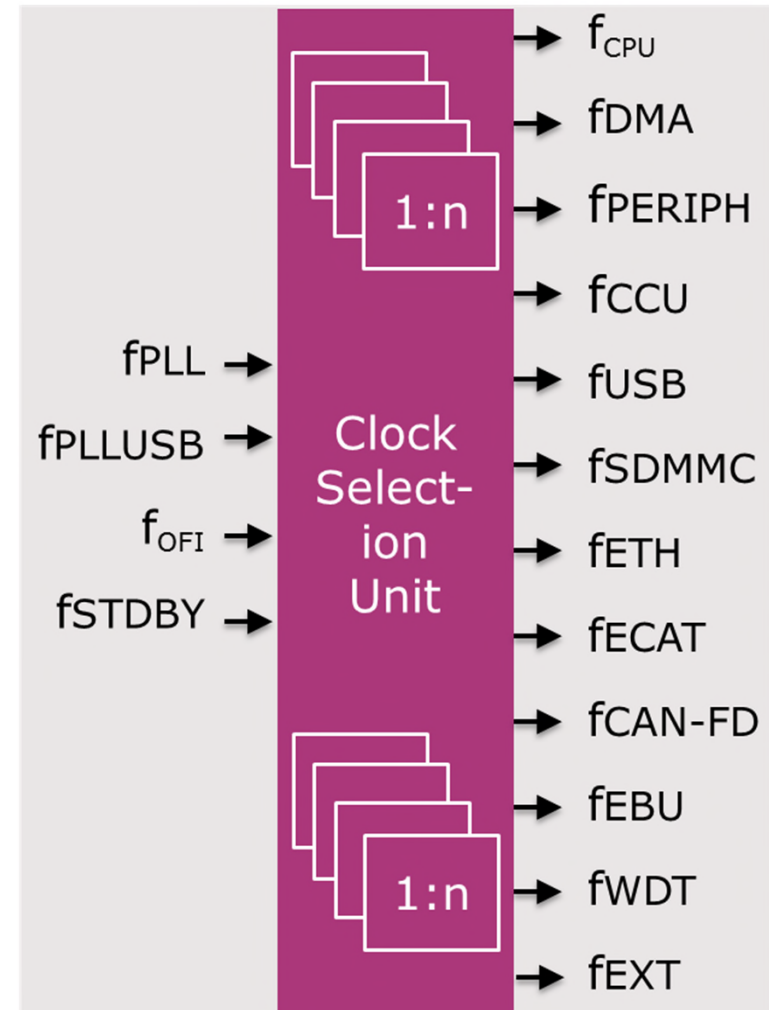 fPLL
fPLLUSB
fOFI
fSTDBY
1:n
Clock
Select-
ion
Unit
1:n
fCPU
fDMA
fPERIPH
fCCU
fUSB
fSDMMC
fETH
fECAT
fCAN-FD
fEBU
fWDT
fEXT